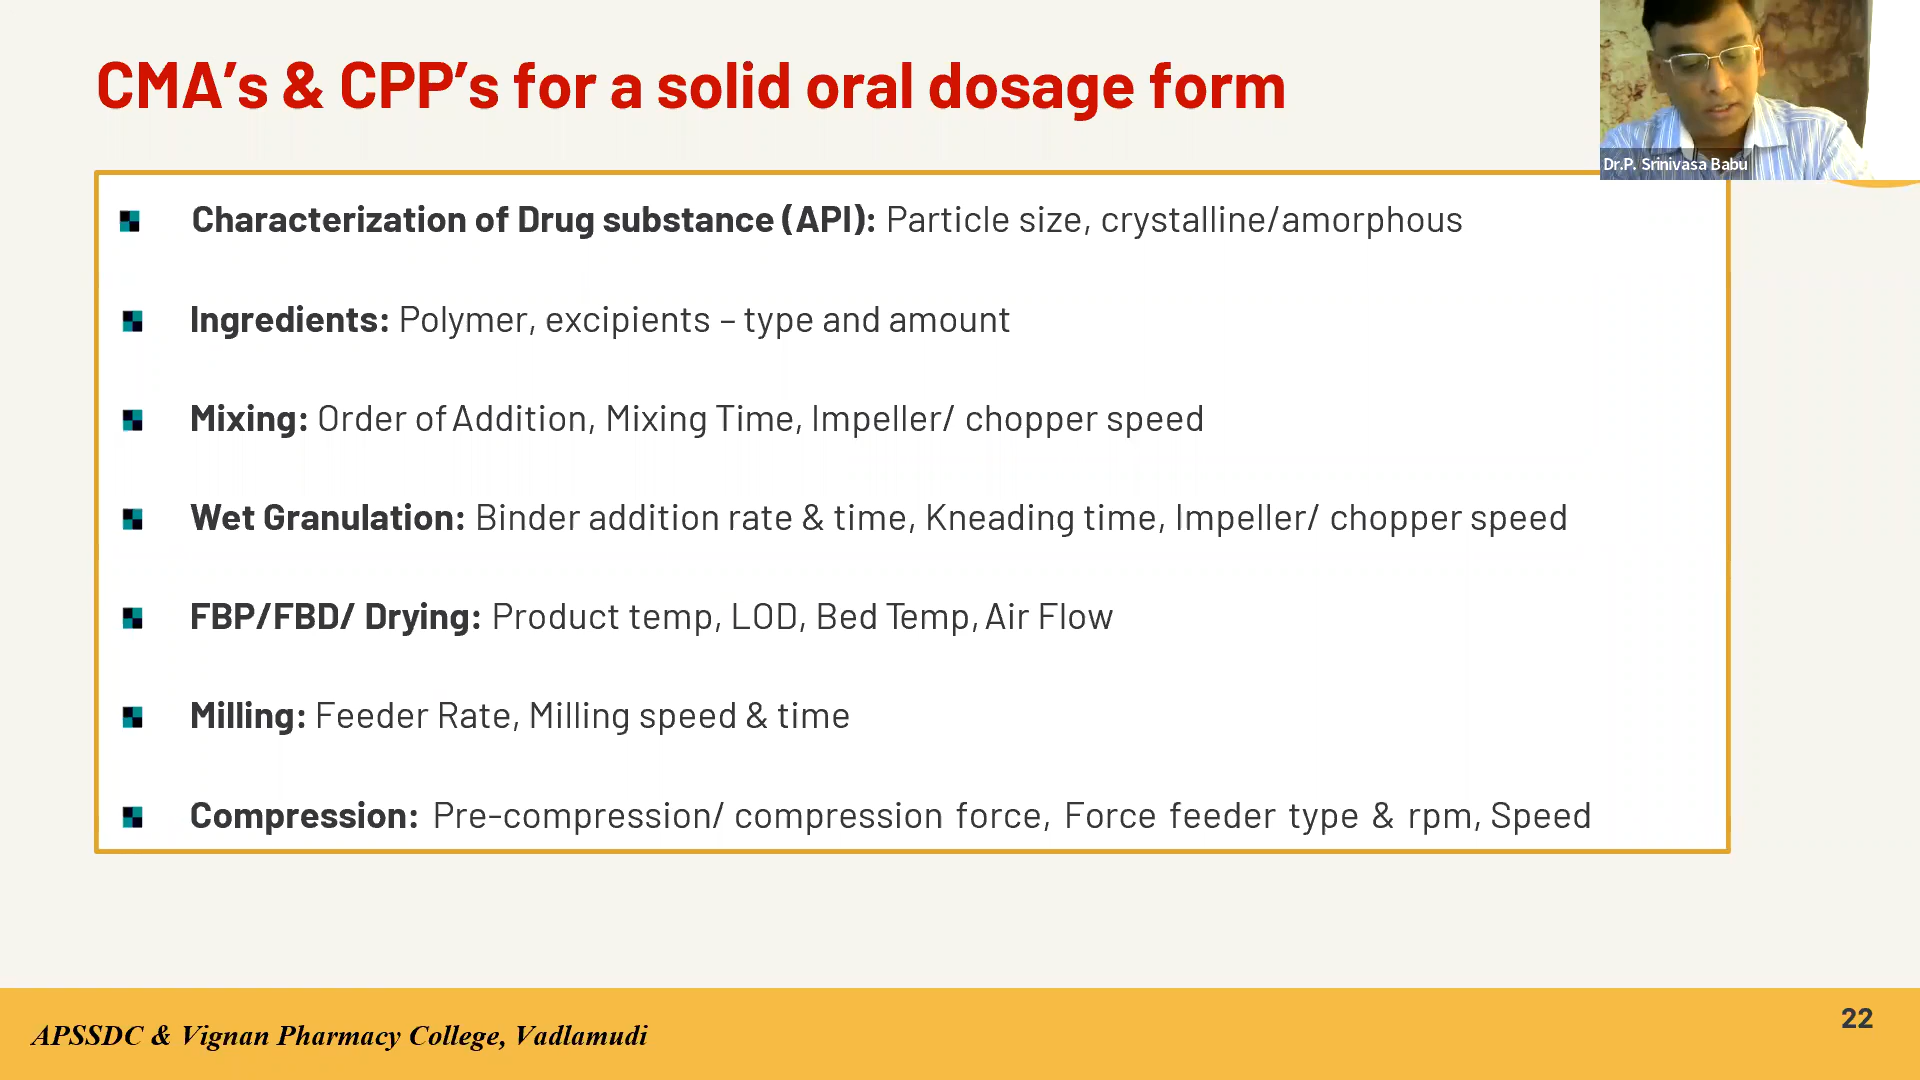 CMA’s & CPP’s for a solid oral dosage form
Dr.P. Srinivasa Babu
Characterization of Drug substance (API): Particle size, crystalline/amorphous
Ingredients: Polymer, excipients – type and amount
Mixing: Order of Addition, Mixing Time, Impeller/ chopper speed
Wet Granulation: Binder addition rate & time, Kneading time, Impeller/ chopper speed
FBP/FBD/ Drying: Product temp, LOD, Bed Temp, Air Flow
Milling: Feeder Rate, Milling speed & time
Compression: Pre-compression/ compression force, Force feeder type & rpm, Speed
APSSDC & Vignan Pharmacy College, Vadlamudi
22